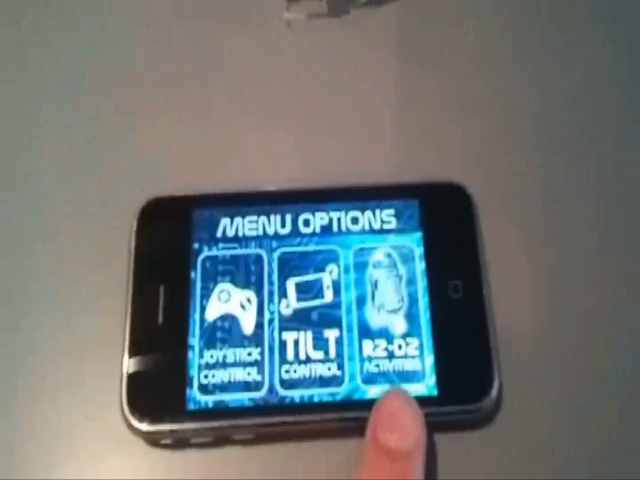 MENU OPTIONS
JOYSTICK
CONTROL
TILT
CONTROL
R2-D2
ACTIVITIES